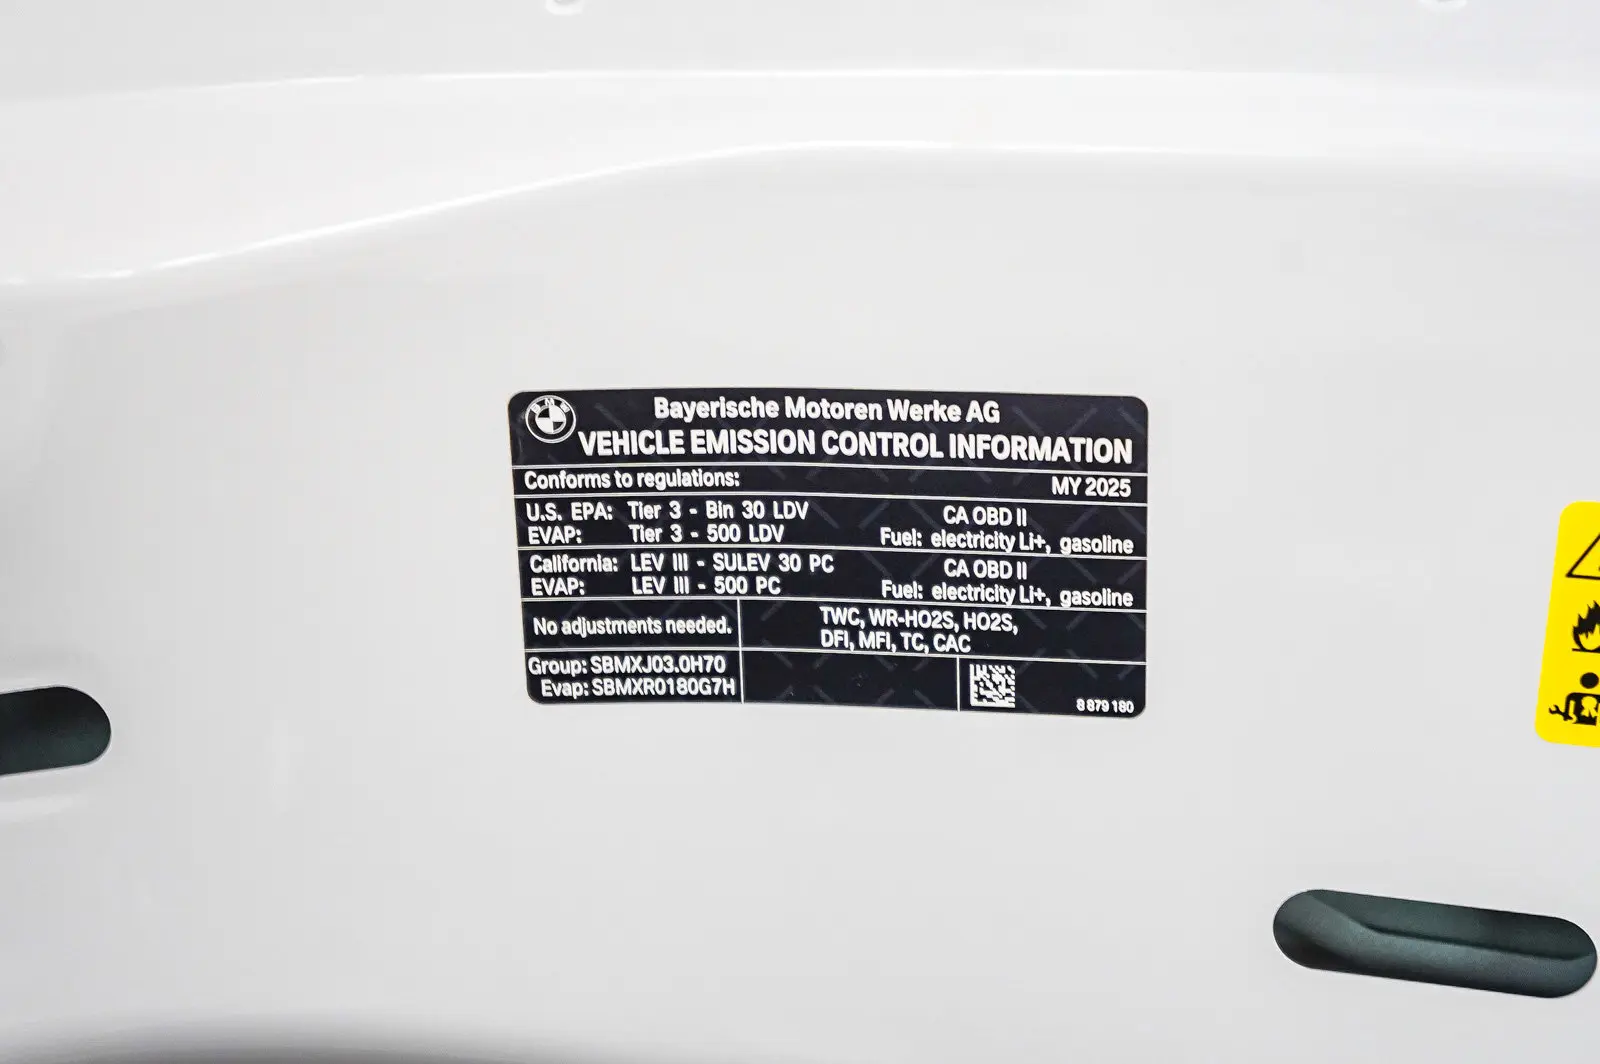 BMW
Bayerische Motoren Werke AG
VEHICLE EMISSION CONTROL INFORMATION
Conforms to regulations: MY 2025
U.S. EPA: Tier 3 - Bin 30 LDV CA OBD II
EVAP: Tier 3 - 500 LDV Fuel: electricity Li+, gasoline
California: LEV III - SULEV 30 PC CA OBD II
EVAP: LEV III - 500 PC Fuel: electricity Li+, gasoline
No adjustments needed. TWC, WR-HO2S, HO2S,
DFI, MFI, TC, CAC
Group: SBMXJ03.0H70
Evap: SBMXR0180G7H
8 879 180